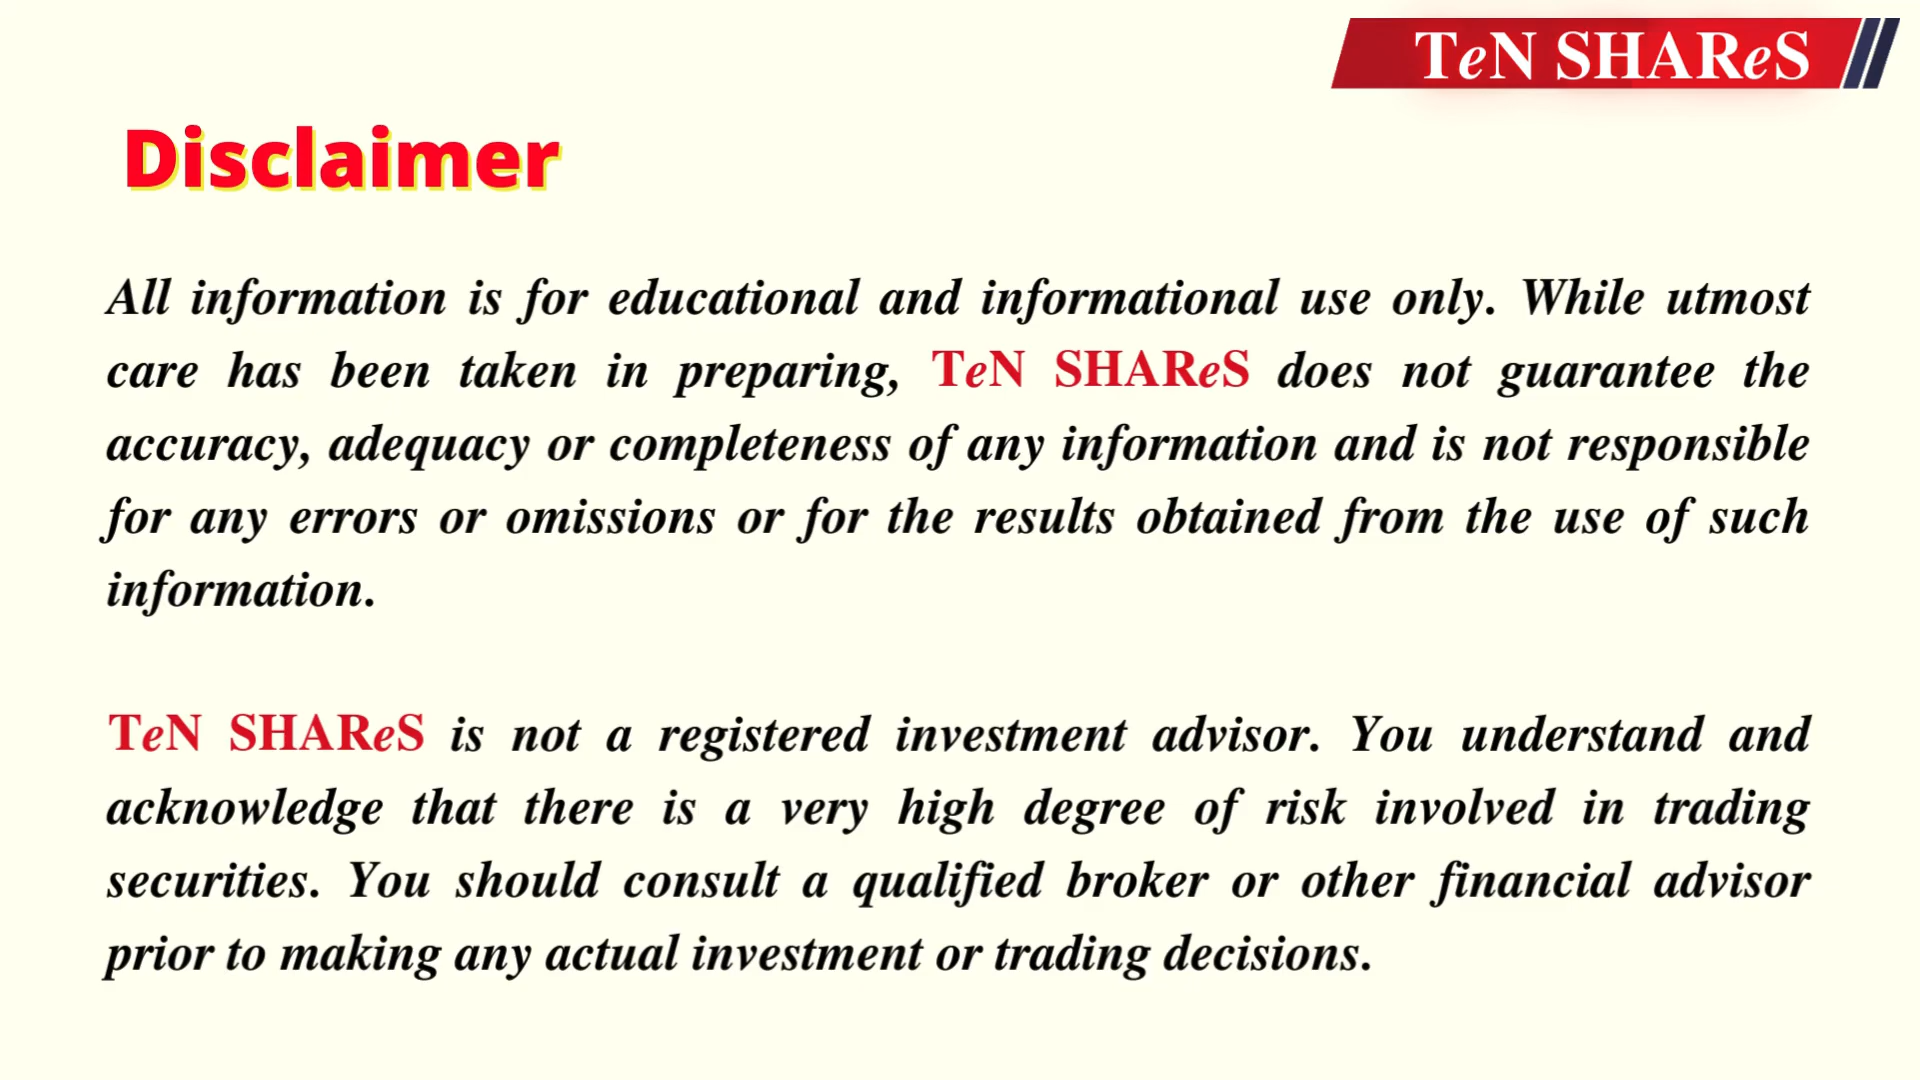 TeN SHAReS
Disclaimer
All information is for educational and informational use only. While utmost
care has been taken in preparing, TeN SHAReS does not guarantee the
accuracy, adequacy or completeness of any information and is not responsible
for any errors or omissions or for the results obtained from the use of such
information.
TeN SHAReS is not a registered investment advisor. You understand and
acknowledge that there is a very high degree of risk involved in trading
securities. You should consult a qualified broker or other financial advisor
prior to making any actual investment or trading decisions.